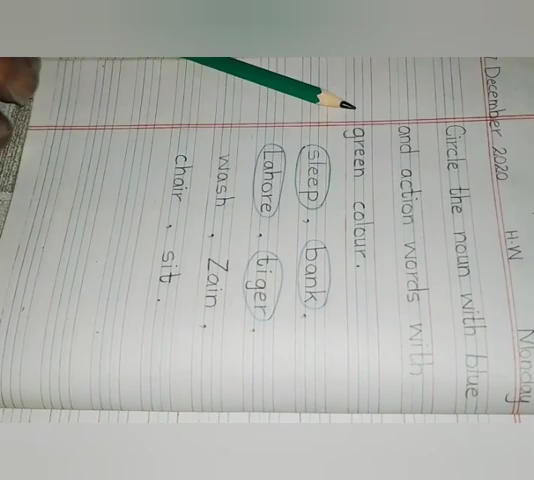 Monday
December 2020 H.W
Circle the noun with blue
and action words with
green colour.
sleep, bank,
Lahore, tiger,
wash, Zain,
chair, sit.